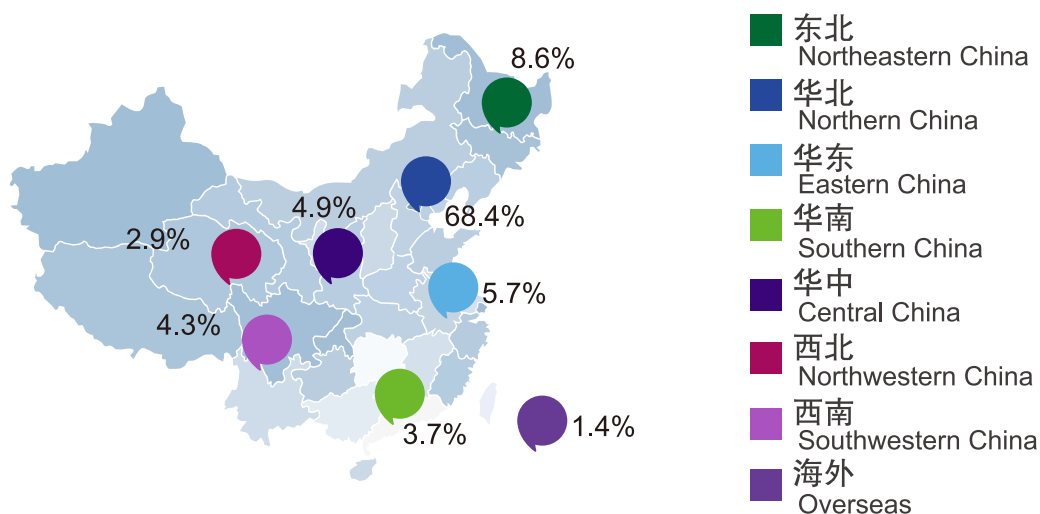 8.6%
68.4%
4.9%
2.9%
5.7%
4.3%
3.7%
1.4%
东北
Northeastern China
华北
Northern China
华东
Eastern China
华南
Southern China
华中
Central China
西北
Northwestern China
西南
Southwestern China
海外
Overseas